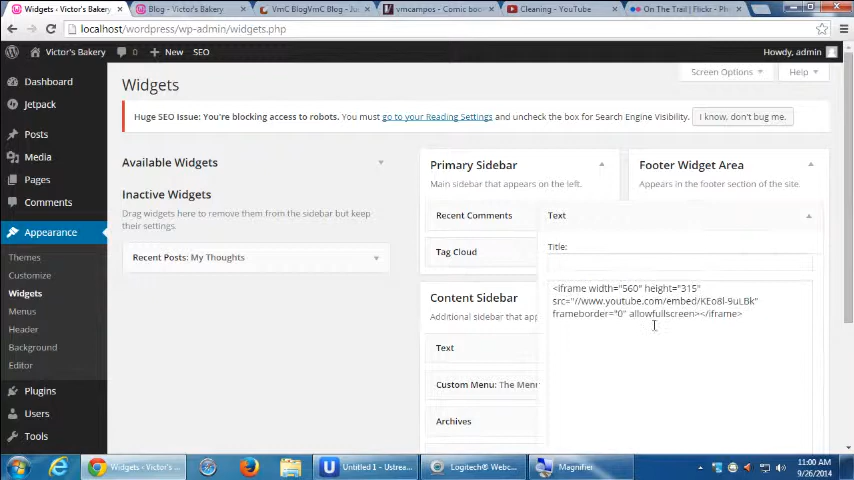 Widgets ‹ Victor's Baker
Blog - Victor's Bakery
VmC BlogVmC Blog - Ju
vmcampos - Comic boo
Cleaning - YouTube
On The Trail | Flickr - Ph
localhost/wordpress/wp-admin/widgets.php
Victor's Bakery
0
+ New
SEO
Howdy, admin
Dashboard
Jetpack
Posts
Media
Pages
Comments
Appearance
Themes
Customize
Widgets
Menus
Header
Background
Editor
Plugins
Users
Tools
Screen Options
Help
Widgets
Huge SEO Issue: You're blocking access to robots. You must go to your Reading Settings and uncheck the box for Search Engine Visibility.
I know, don't bug me.
Available Widgets
Inactive Widgets
Drag widgets here to remove them from the sidebar but keep
their settings.
Recent Posts: My Thoughts
Primary Sidebar
Main sidebar that appears on the left.
Recent Comments
Tag Cloud
Content Sidebar
Additional sidebar that app
Text
Custom Menu: The Menu
Archives
Footer Widget Area
Appears in the footer section of the site.
Text
Title:
<iframe width="560" height="315"
src="//www.youtube.com/embed/KEo8l-9uLBk"
frameborder="0" allowfullscreen></iframe>
Widgets ‹ Victor's B...
Untitled 1 - Ustrea...
Logitech® Webc...
Magnifier
11:00 AM
9/26/2014